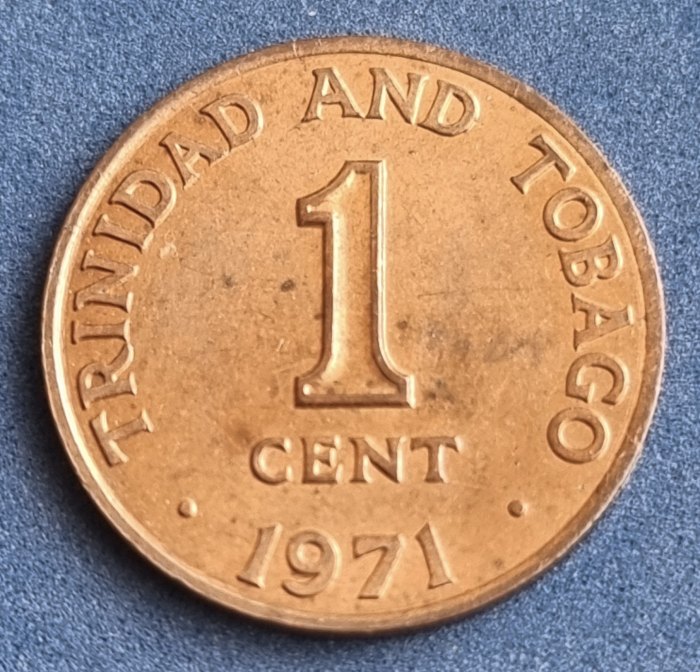 TRINIDAD AND TOBAGO
1
CENT
1971